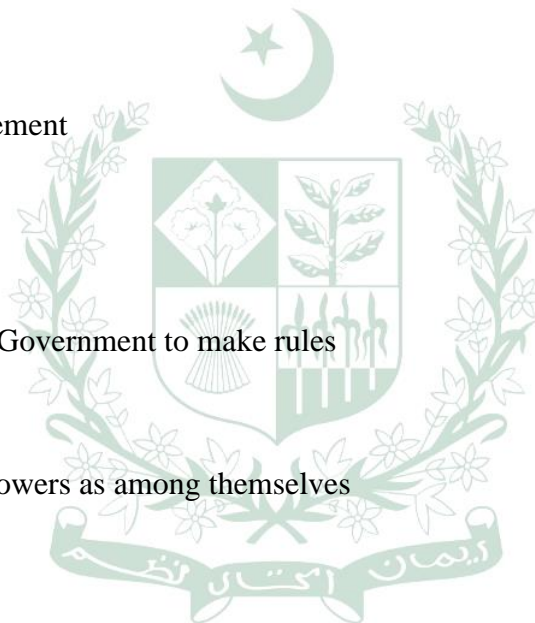 ement
Government to make rules
owers as among themselves
ایمان اتحاد نظم